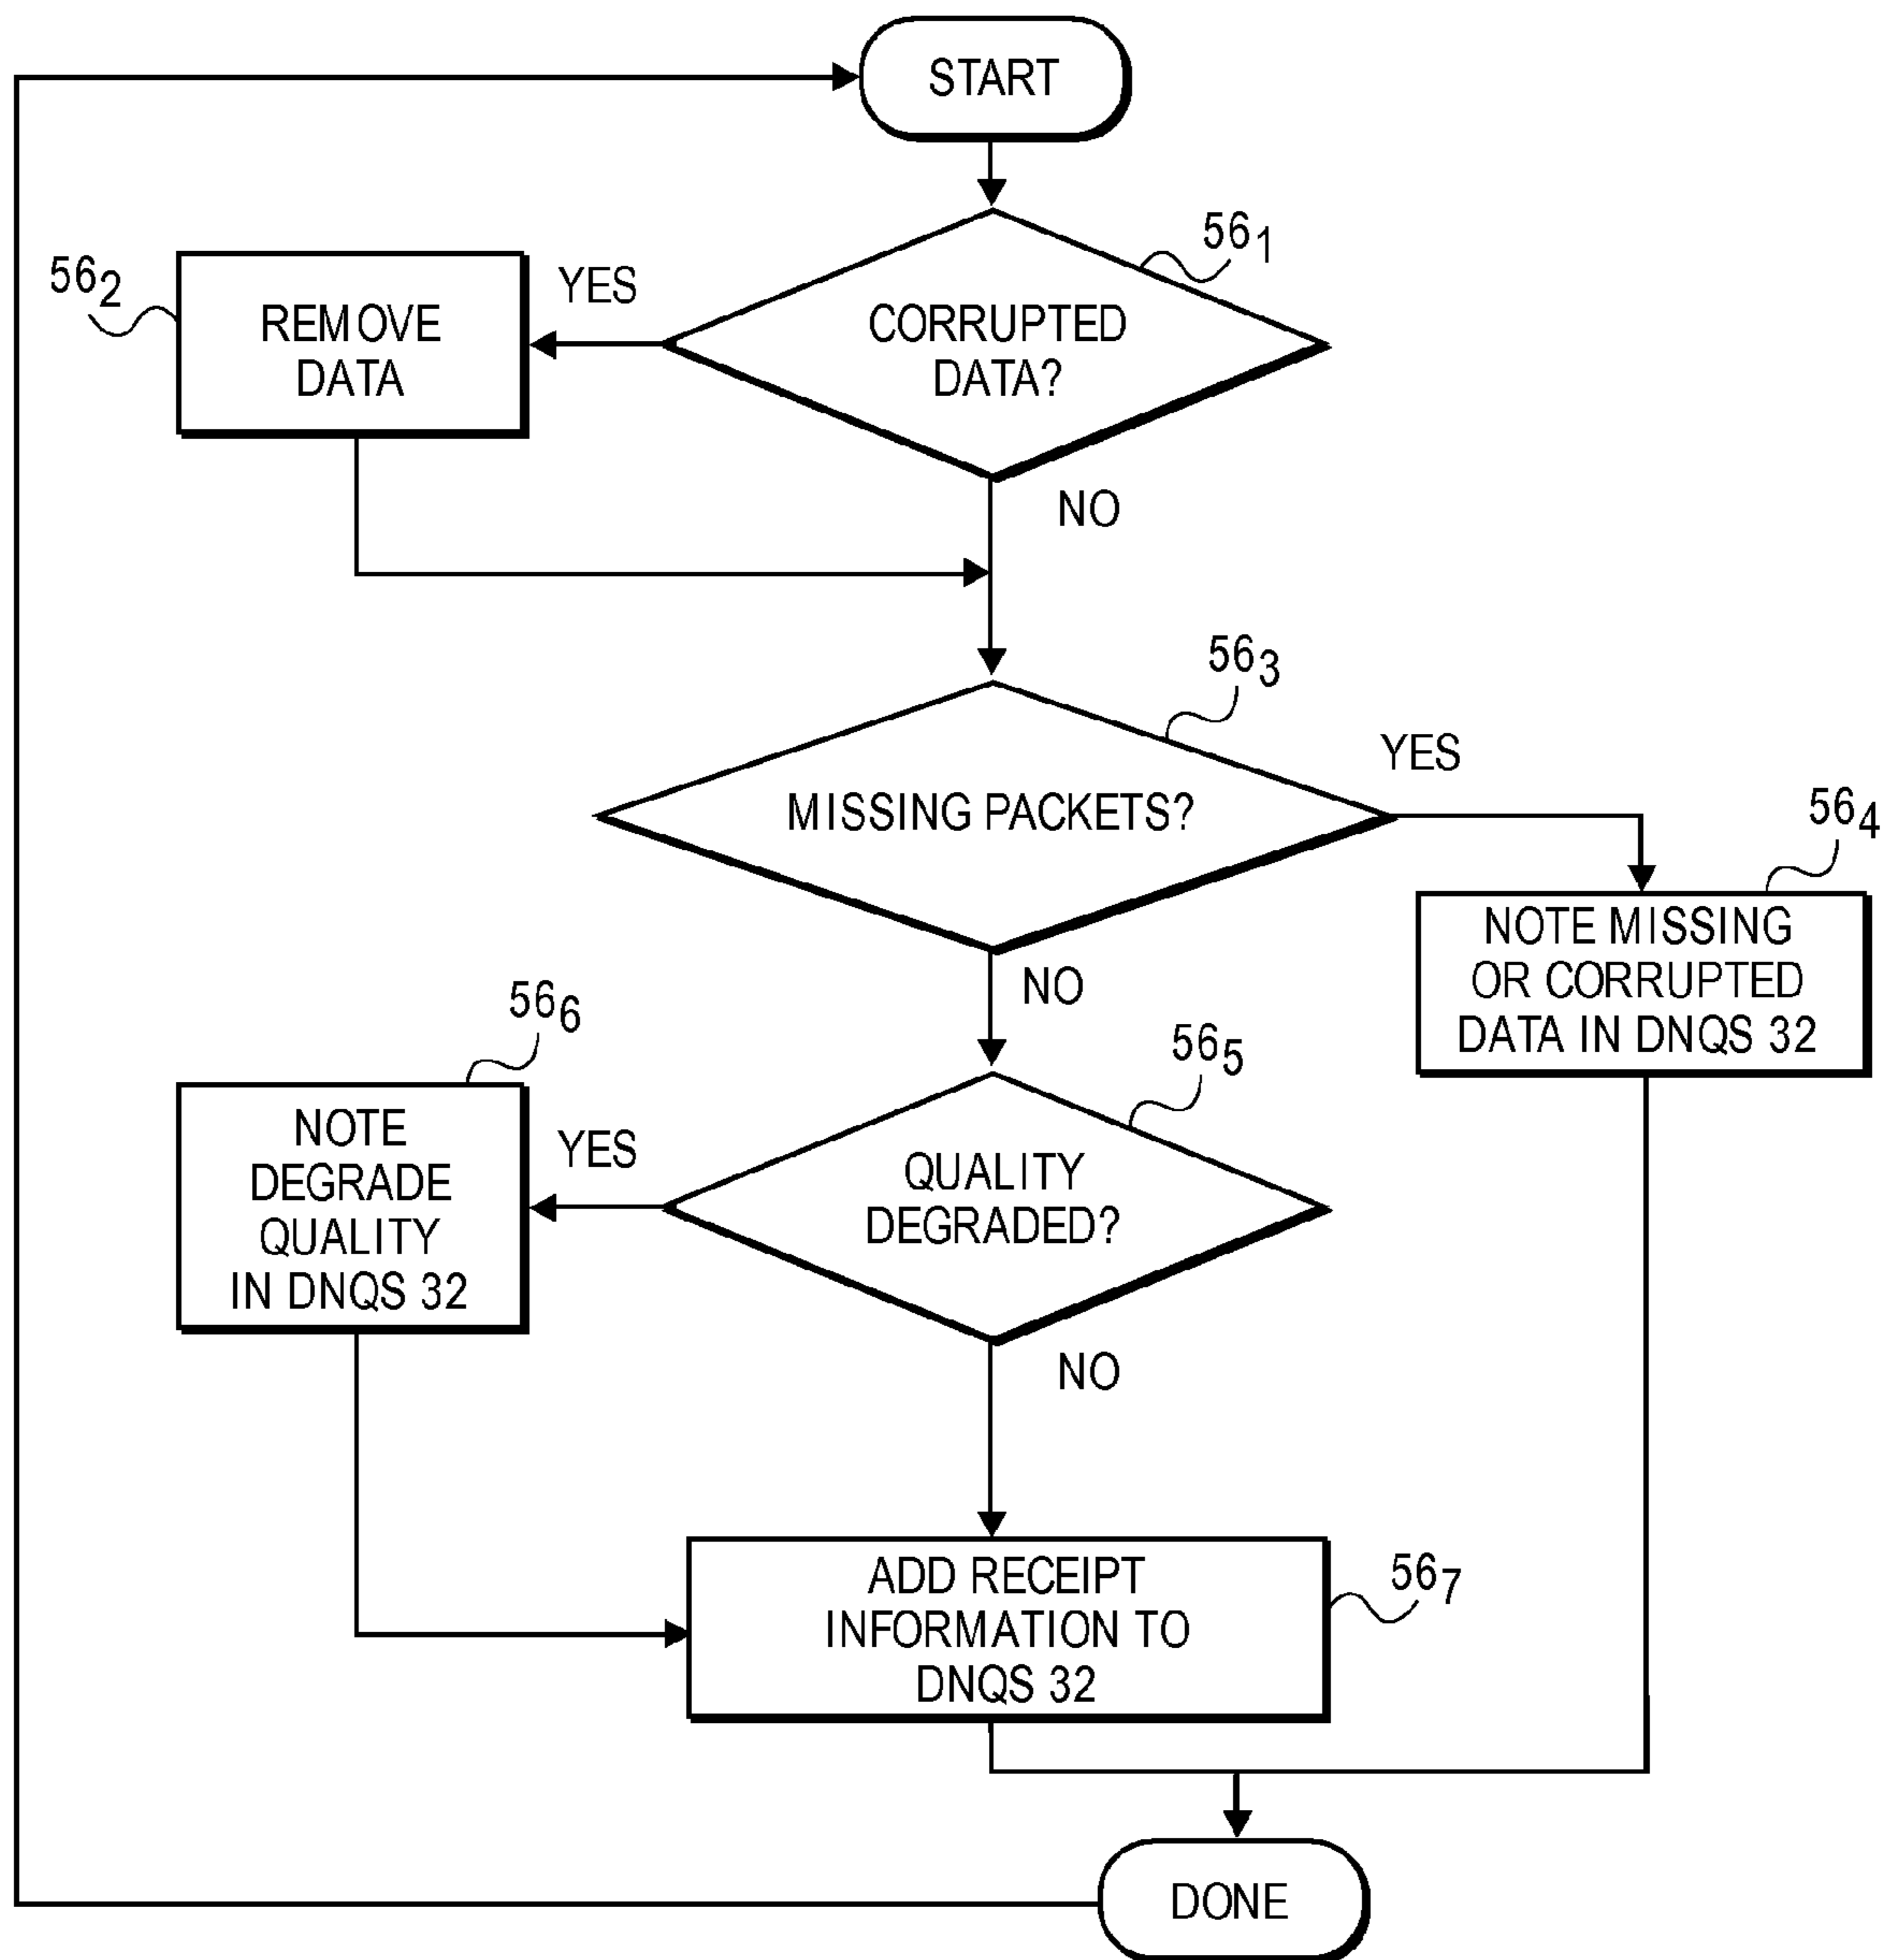 START
56₁
CORRUPTED
DATA?
YES
56₂
REMOVE
DATA
NO
56₃
MISSING PACKETS?
YES
56₄
NOTE MISSING
OR CORRUPTED
DATA IN DNQS 32
NO
56₅
QUALITY
DEGRADED?
YES
56₆
NOTE
DEGRADE
QUALITY
IN DNQS 32
NO
56₇
ADD RECEIPT
INFORMATION TO
DNQS 32
DONE